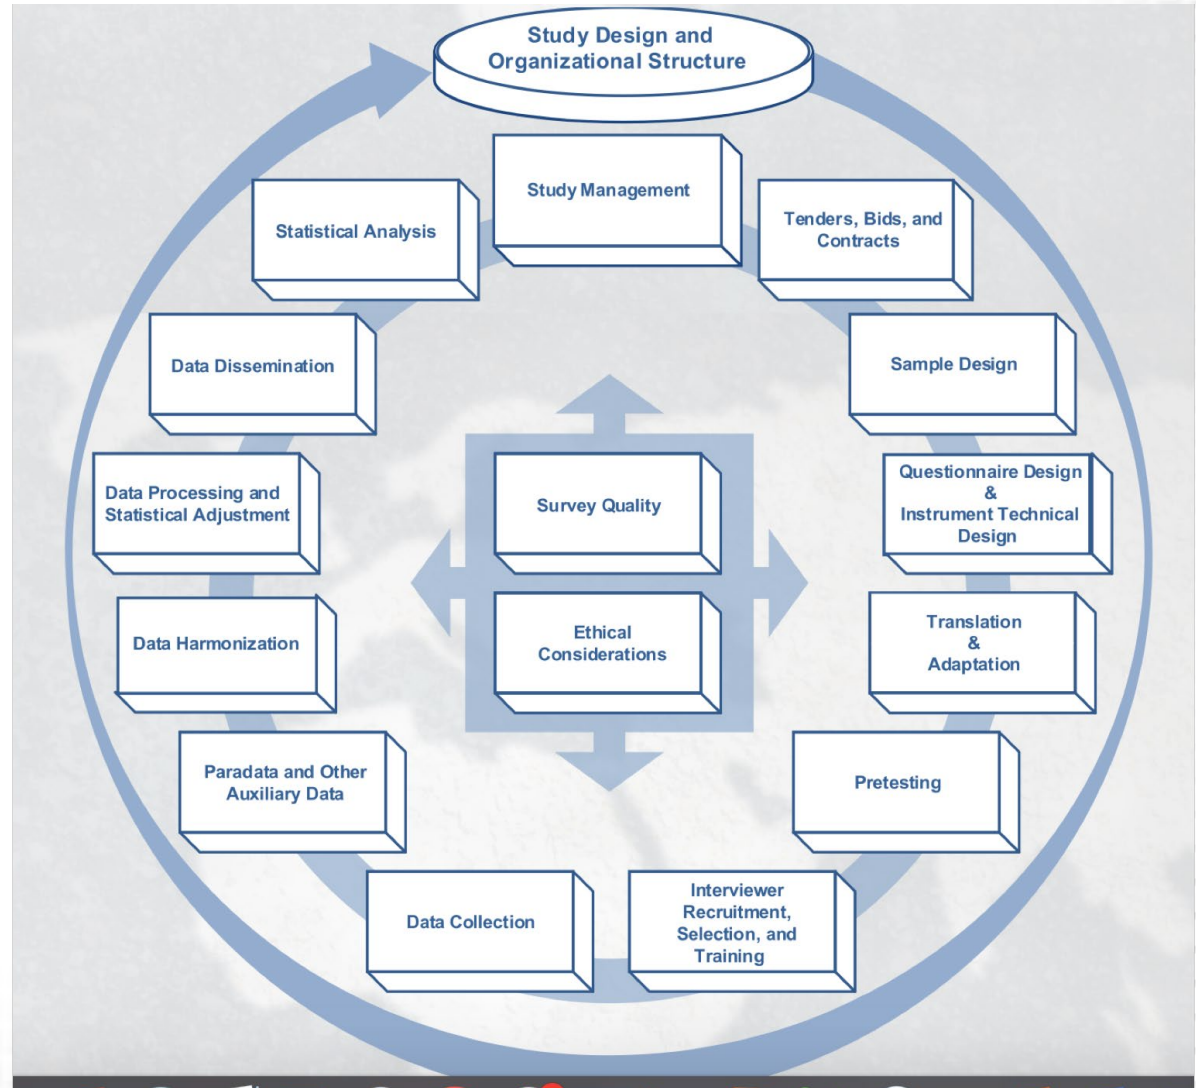 Study Design and
Organizational Structure
Study Management
Tenders, Bids, and
Contracts
Sample Design
Questionnaire Design
&
Instrument Technical
Design
Translation
&
Adaptation
Pretesting
Interviewer
Recruitment,
Selection, and
Training
Data Collection
Paradata and Other
Auxiliary Data
Data Harmonization
Data Processing and
Statistical Adjustment
Data Dissemination
Statistical Analysis
Survey Quality
Ethical
Considerations